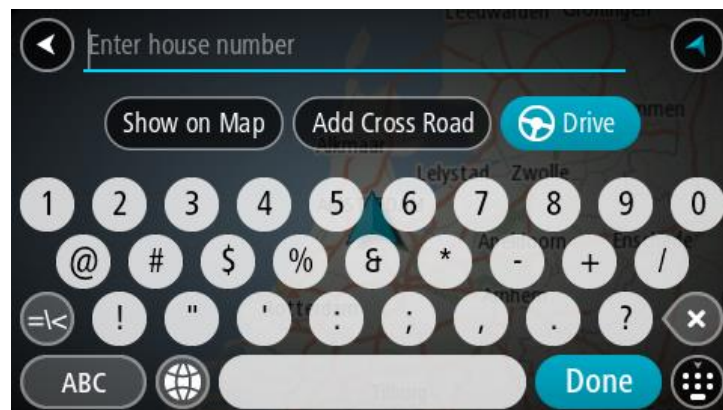 Leeuwarden Groningen
Enter house number
Show on Map Add Cross Road Drive
Alkmaar
Lelystad Zwolle
1 2 3 4 5 6 7 8 9 0
@ # $ % & * - + /
Apeldoorn Enschede
Arnhem
=\< ! " ' : ; , . ?
ABC Done
Tilburg